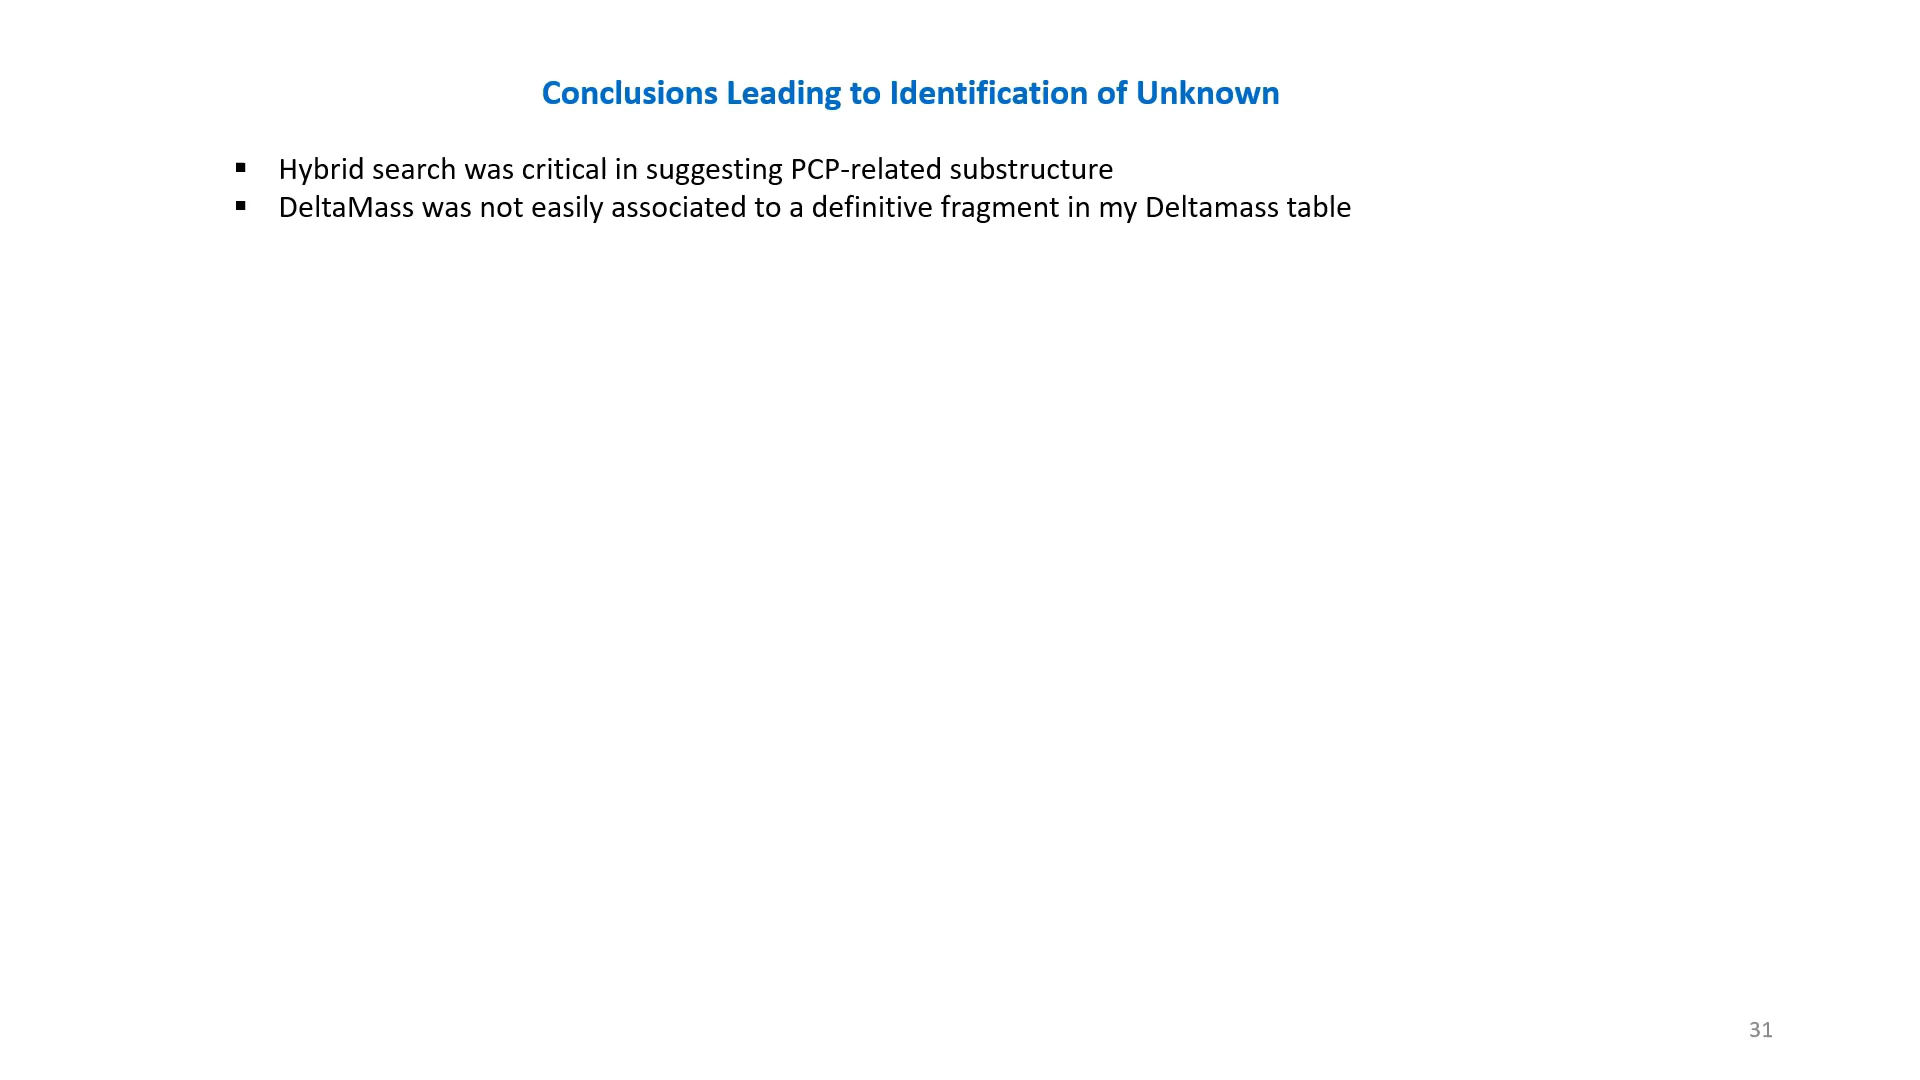 Conclusions Leading to Identification of Unknown
▪ Hybrid search was critical in suggesting PCP-related substructure
▪ DeltaMass was not easily associated to a definitive fragment in my Deltamass table
31